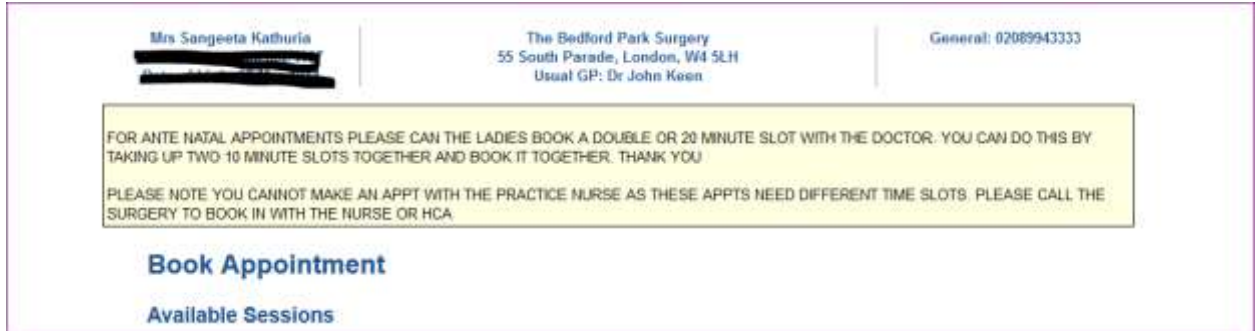 Mrs Sangeeta Kathuria
The Bedford Park Surgery
55 South Parade, London, W4 5LH
Usual GP: Dr John Keen
General: 02089943333
FOR ANTE NATAL APPOINTMENTS PLEASE CAN THE LADIES BOOK A DOUBLE OR 20 MINUTE SLOT WITH THE DOCTOR. YOU CAN DO THIS BY
TAKING UP TWO 10 MINUTE SLOTS TOGETHER AND BOOK IT TOGETHER. THANK YOU
PLEASE NOTE YOU CANNOT MAKE AN APPT WITH THE PRACTICE NURSE AS THESE APPTS NEED DIFFERENT TIME SLOTS. PLEASE CALL THE
SURGERY TO BOOK IN WITH THE NURSE OR HCA
Book Appointment
Available Sessions